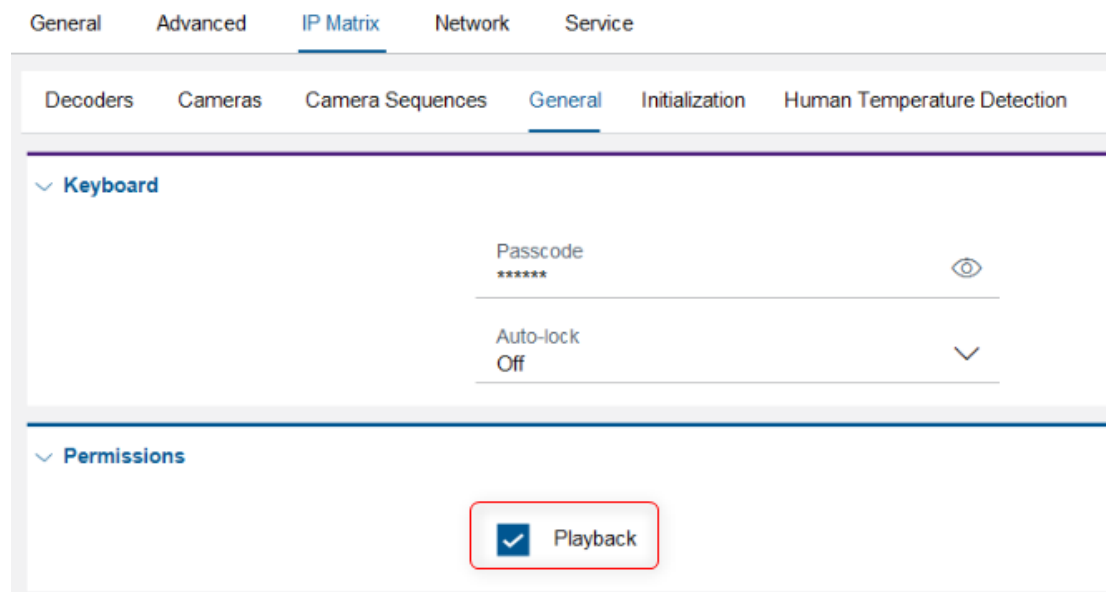 General Advanced IP Matrix Network Service
Decoders Cameras Camera Sequences General Initialization Human Temperature Detection
Keyboard
Passcode
******
Auto-lock
Off
Permissions
Playback